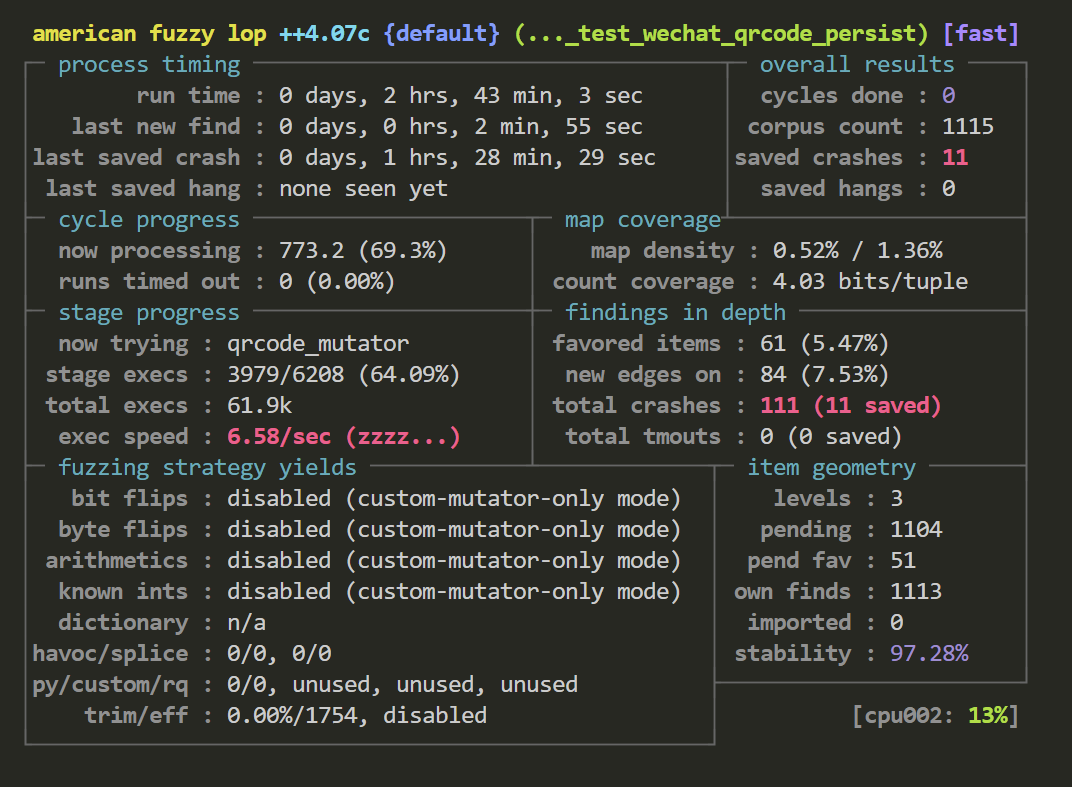 american fuzzy lop ++4.07c {default} (..._test_wechat_qrcode_persist) [fast]
process timing
overall results
run time : 0 days, 2 hrs, 43 min, 3 sec
cycles done : 0
last new find : 0 days, 0 hrs, 2 min, 55 sec
corpus count : 1115
last saved crash : 0 days, 1 hrs, 28 min, 29 sec
saved crashes : 11
last saved hang : none seen yet
saved hangs : 0
cycle progress
map coverage
now processing : 773.2 (69.3%)
map density : 0.52% / 1.36%
runs timed out : 0 (0.00%)
count coverage : 4.03 bits/tuple
stage progress
findings in depth
now trying : qrcode_mutator
favored items : 61 (5.47%)
stage execs : 3979/6208 (64.09%)
new edges on : 84 (7.53%)
total execs : 61.9k
total crashes : 111 (11 saved)
exec speed : 6.58/sec (zzzz...)
total tmouts : 0 (0 saved)
fuzzing strategy yields
item geometry
bit flips : disabled (custom-mutator-only mode)
levels : 3
byte flips : disabled (custom-mutator-only mode)
pending : 1104
arithmetics : disabled (custom-mutator-only mode)
pend fav : 51
known ints : disabled (custom-mutator-only mode)
own finds : 1113
dictionary : n/a
imported : 0
havoc/splice : 0/0, 0/0
stability : 97.28%
py/custom/rq : 0/0, unused, unused, unused
trim/eff : 0.00%/1754, disabled
[cpu002: 13%]